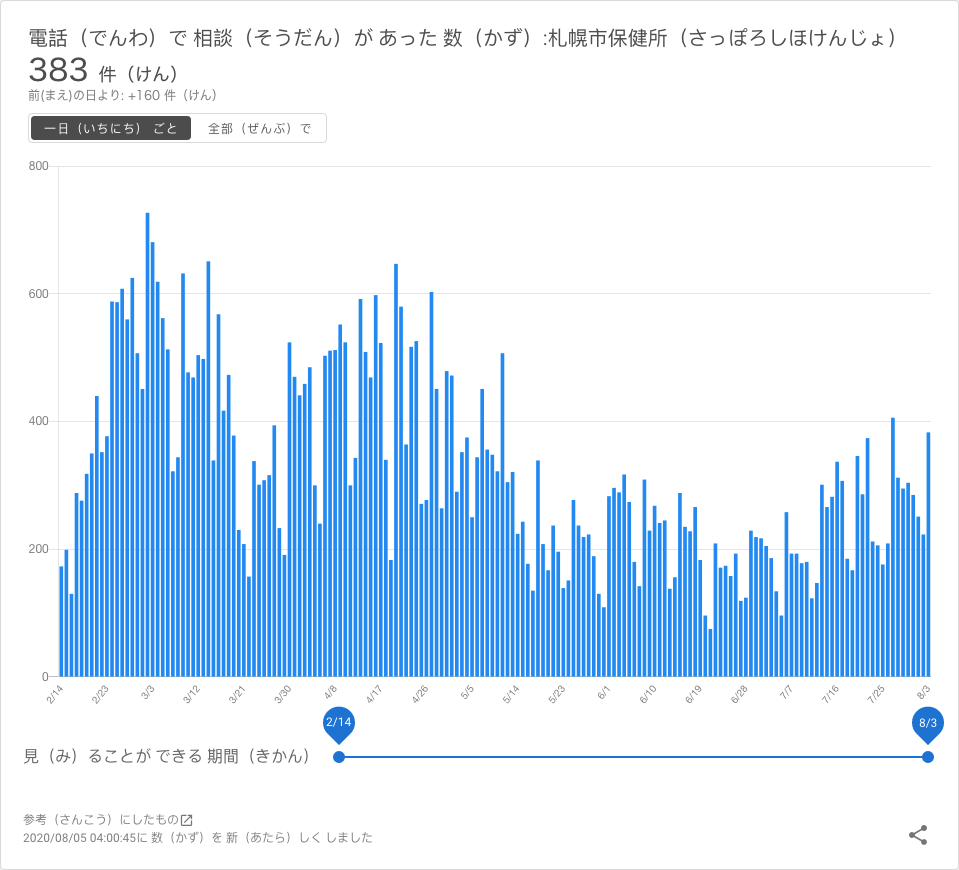 電話（でんわ）で 相談（そうだん）が あった 数（かず）:札幌市保健所（さっぽろしほけんじょ）
383 件（けん）
前(まえ)の日より: +160 件（けん）
一日（いちにち） ごと 全部（ぜんぶ）で
800
600
400
200
0
2/14 2/23 3/3 3/12 3/21 3/30 4/8 4/17 4/26 5/5 5/14 5/23 6/1 6/10 6/19 6/28 7/7 7/16 7/25 8/3
2/14 8/3
見（み）ることが できる 期間（きかん）
参考（さんこう）にしたもの
2020/08/05 04:00:45に 数（かず）を 新（あたら）しく しました